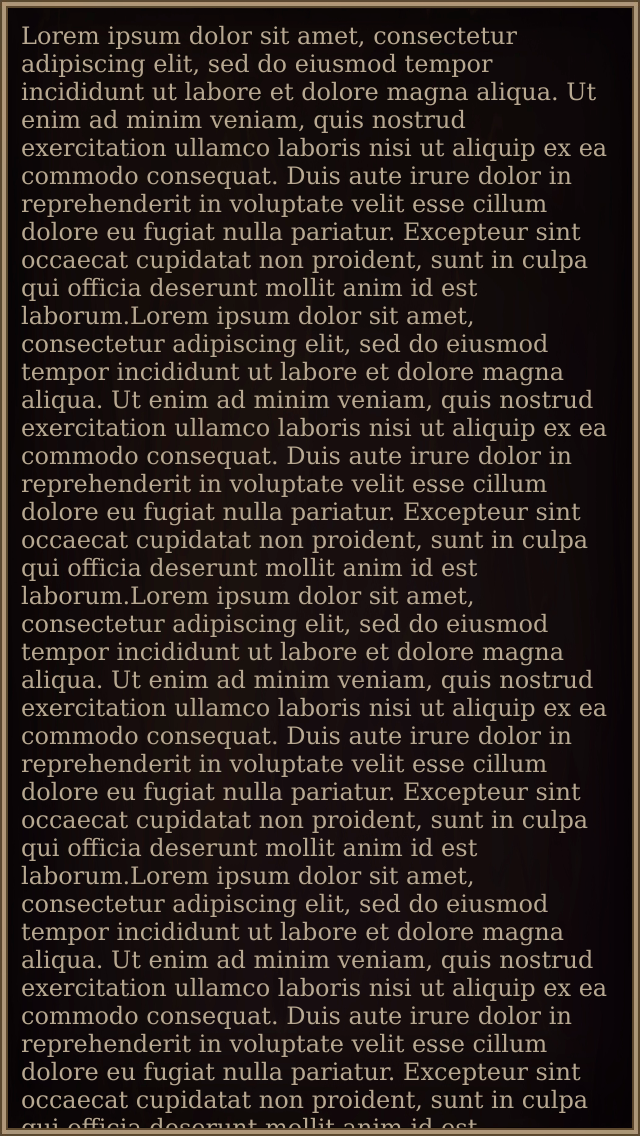 Lorem ipsum dolor sit amet, consectetur
adipiscing elit, sed do eiusmod tempor
incididunt ut labore et dolore magna aliqua. Ut
enim ad minim veniam, quis nostrud
exercitation ullamco laboris nisi ut aliquip ex ea
commodo consequat. Duis aute irure dolor in
reprehenderit in voluptate velit esse cillum
dolore eu fugiat nulla pariatur. Excepteur sint
occaecat cupidatat non proident, sunt in culpa
qui officia deserunt mollit anim id est
laborum.Lorem ipsum dolor sit amet,
consectetur adipiscing elit, sed do eiusmod
tempor incididunt ut labore et dolore magna
aliqua. Ut enim ad minim veniam, quis nostrud
exercitation ullamco laboris nisi ut aliquip ex ea
commodo consequat. Duis aute irure dolor in
reprehenderit in voluptate velit esse cillum
dolore eu fugiat nulla pariatur. Excepteur sint
occaecat cupidatat non proident, sunt in culpa
qui officia deserunt mollit anim id est
laborum.Lorem ipsum dolor sit amet,
consectetur adipiscing elit, sed do eiusmod
tempor incididunt ut labore et dolore magna
aliqua. Ut enim ad minim veniam, quis nostrud
exercitation ullamco laboris nisi ut aliquip ex ea
commodo consequat. Duis aute irure dolor in
reprehenderit in voluptate velit esse cillum
dolore eu fugiat nulla pariatur. Excepteur sint
occaecat cupidatat non proident, sunt in culpa
qui officia deserunt mollit anim id est
laborum.Lorem ipsum dolor sit amet,
consectetur adipiscing elit, sed do eiusmod
tempor incididunt ut labore et dolore magna
aliqua. Ut enim ad minim veniam, quis nostrud
exercitation ullamco laboris nisi ut aliquip ex ea
commodo consequat. Duis aute irure dolor in
reprehenderit in voluptate velit esse cillum
dolore eu fugiat nulla pariatur. Excepteur sint
occaecat cupidatat non proident, sunt in culpa
qui officia deserunt mollit anim id est